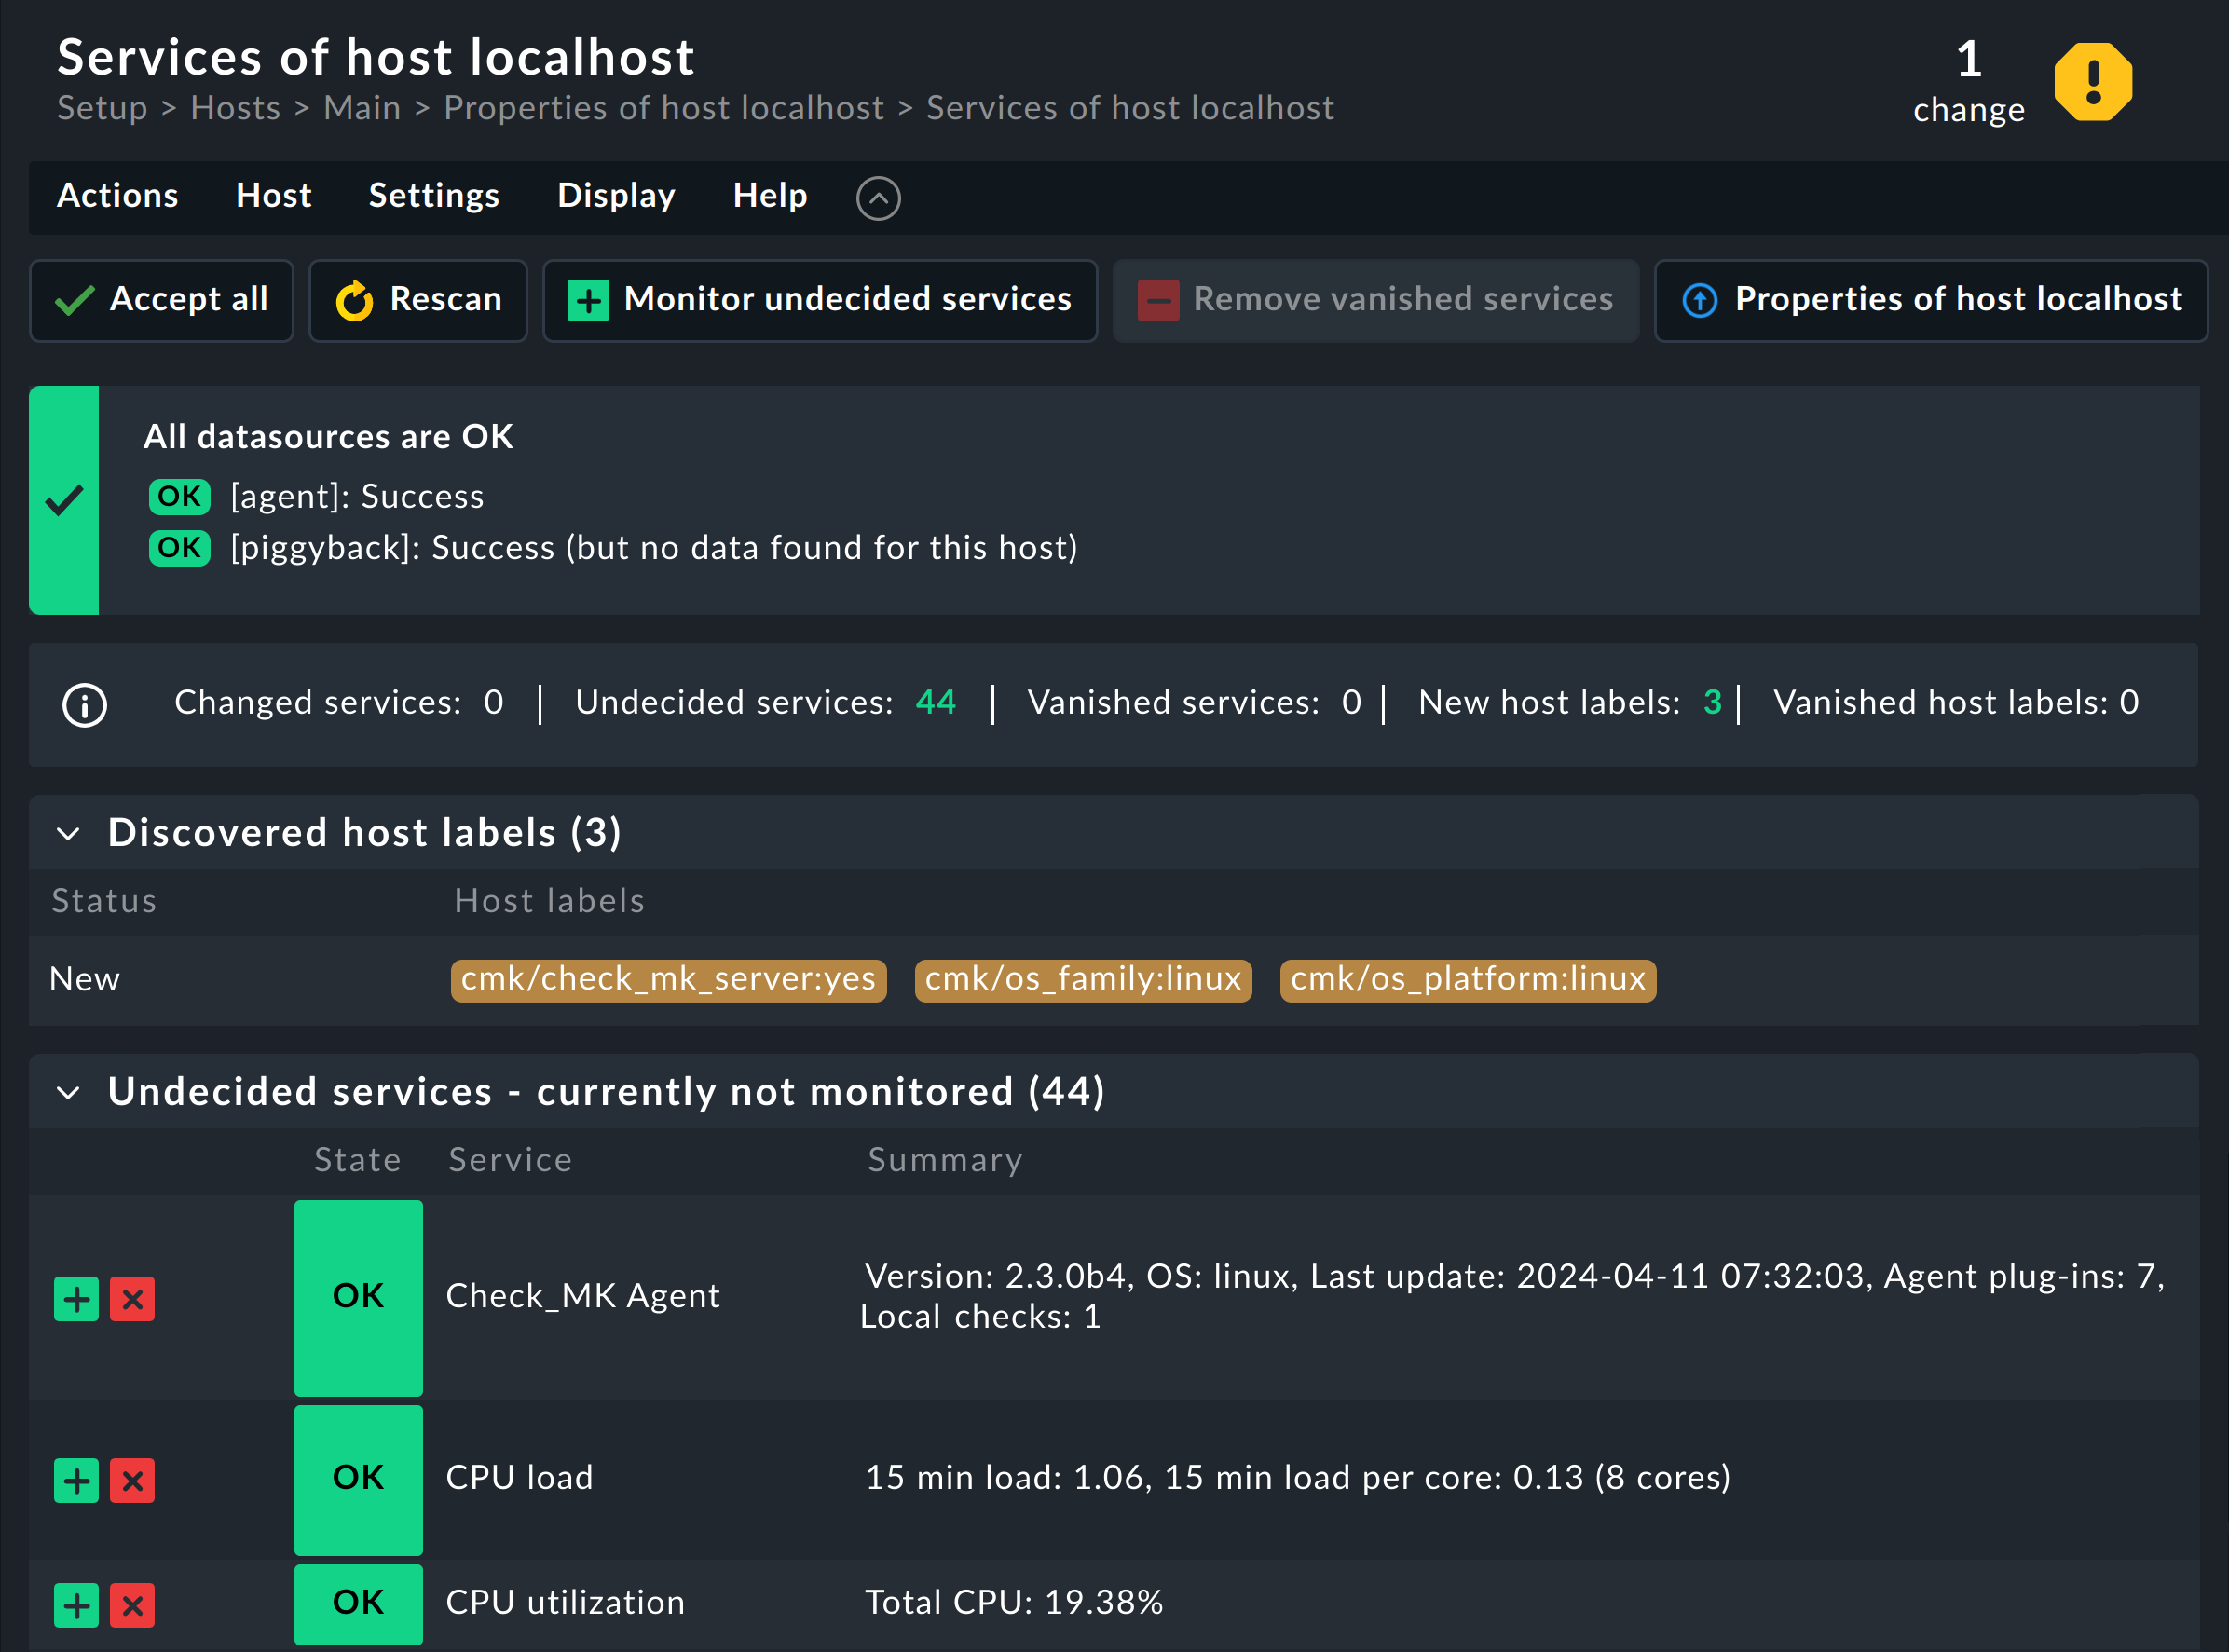 Services of host localhost
1
change
Setup > Hosts > Main > Properties of host localhost > Services of host localhost
Actions Host Settings Display Help
Accept all Rescan Monitor undecided services Remove vanished services Properties of host localhost
All datasources are OK
OK [agent]: Success
OK [piggyback]: Success (but no data found for this host)
Changed services: 0 | Undecided services: 44 | Vanished services: 0 | New host labels: 3 | Vanished host labels: 0
Discovered host labels (3)
Status Host labels
New cmk/check_mk_server:yes cmk/os_family:linux cmk/os_platform:linux
Undecided services - currently not monitored (44)
State Service Summary
OK Check_MK Agent Version: 2.3.0b4, OS: linux, Last update: 2024-04-11 07:32:03, Agent plug-ins: 7,
Local checks: 1
OK CPU load 15 min load: 1.06, 15 min load per core: 0.13 (8 cores)
OK CPU utilization Total CPU: 19.38%